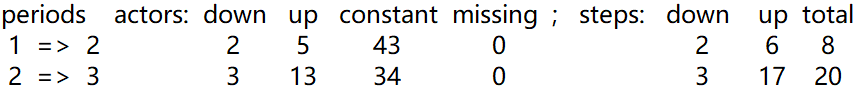 periods actors: down up constant missing ; steps: down up total
1 => 2 2 5 43 0 2 6 8
2 => 3 3 13 34 0 3 17 20